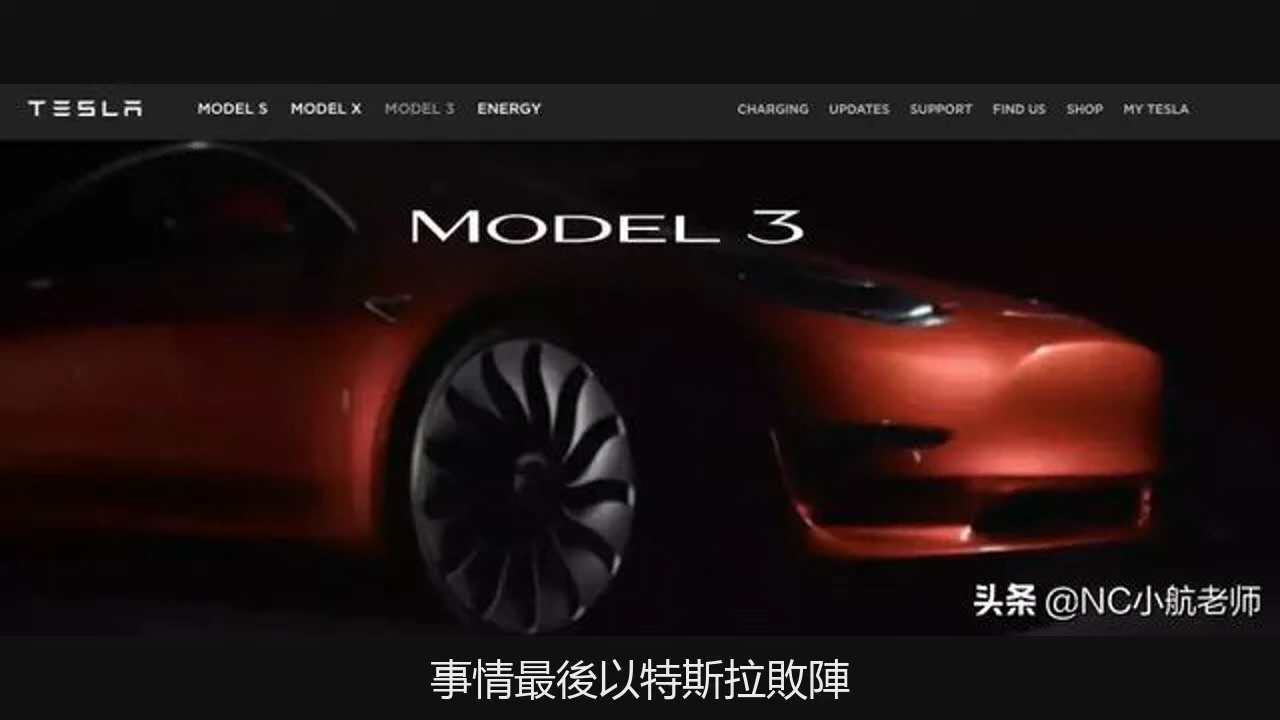 TESLA MODEL S MODEL X MODEL 3 ENERGY CHARGING UPDATES SUPPORT FIND US SHOP MY TESLA
MODEL 3
头条 @NC小航老师
事情最後以特斯拉敗陣